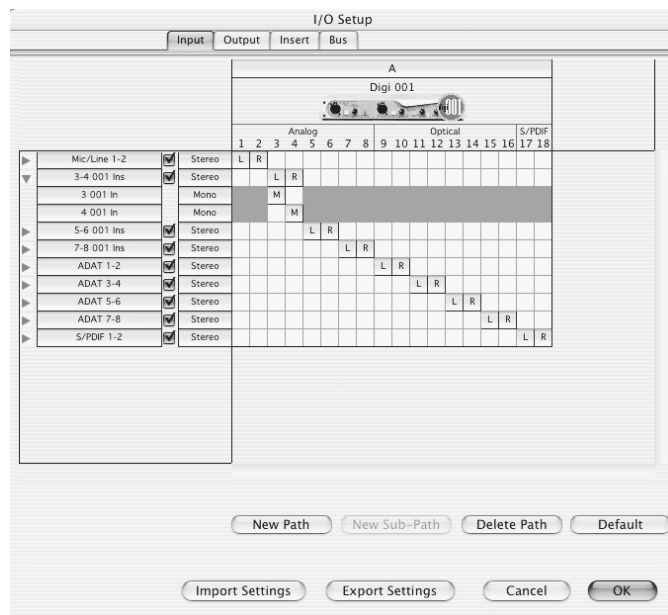 I/O Setup
Input Output Insert Bus
A
Digi 001
001
Analog Optical S/PDIF
1 2 3 4 5 6 7 8 9 10 11 12 13 14 15 16 17 18
Mic/Line 1-2 Stereo L R
3-4 001 Ins Stereo L R
3 001 In Mono M
4 001 In Mono M
5-6 001 Ins Stereo L R
7-8 001 Ins Stereo L R
ADAT 1-2 Stereo L R
ADAT 3-4 Stereo L R
ADAT 5-6 Stereo L R
ADAT 7-8 Stereo L R
S/PDIF 1-2 Stereo L R
New Path New Sub-Path Delete Path Default
Import Settings Export Settings Cancel OK